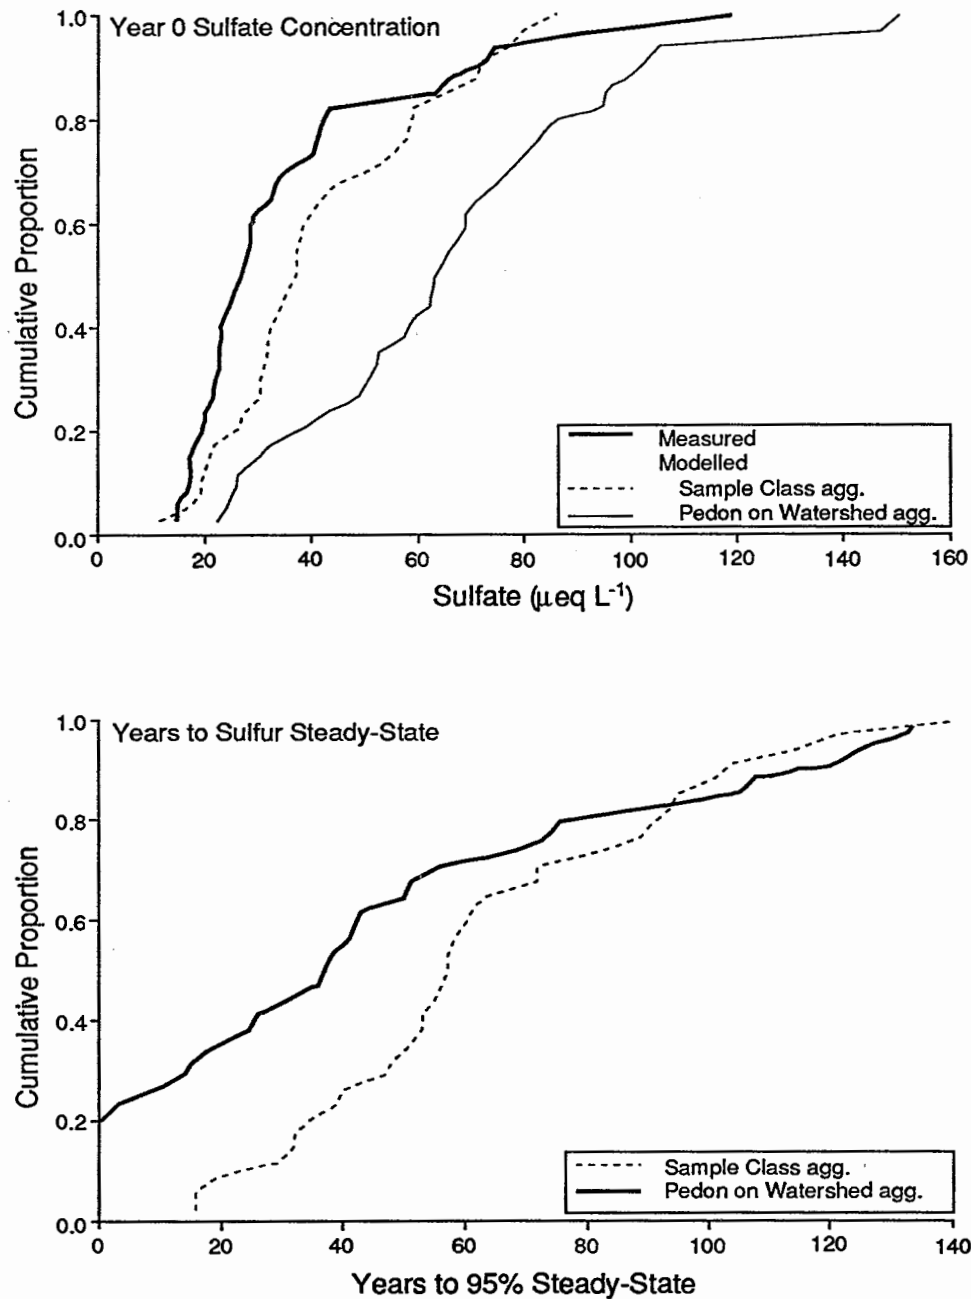 Year 0 Sulfate Concentration
1.0
0.8
0.6
0.4
0.2
0.0
Cumulative Proportion
Measured
Modelled
Sample Class agg.
Pedon on Watershed agg.
0 20 40 60 80 100 120 140 160
Sulfate (μeq L⁻¹)
Years to Sulfur Steady-State
1.0
0.8
0.6
0.4
0.2
0.0
Cumulative Proportion
Sample Class agg.
Pedon on Watershed agg.
0 20 40 60 80 100 120 140
Years to 95% Steady-State